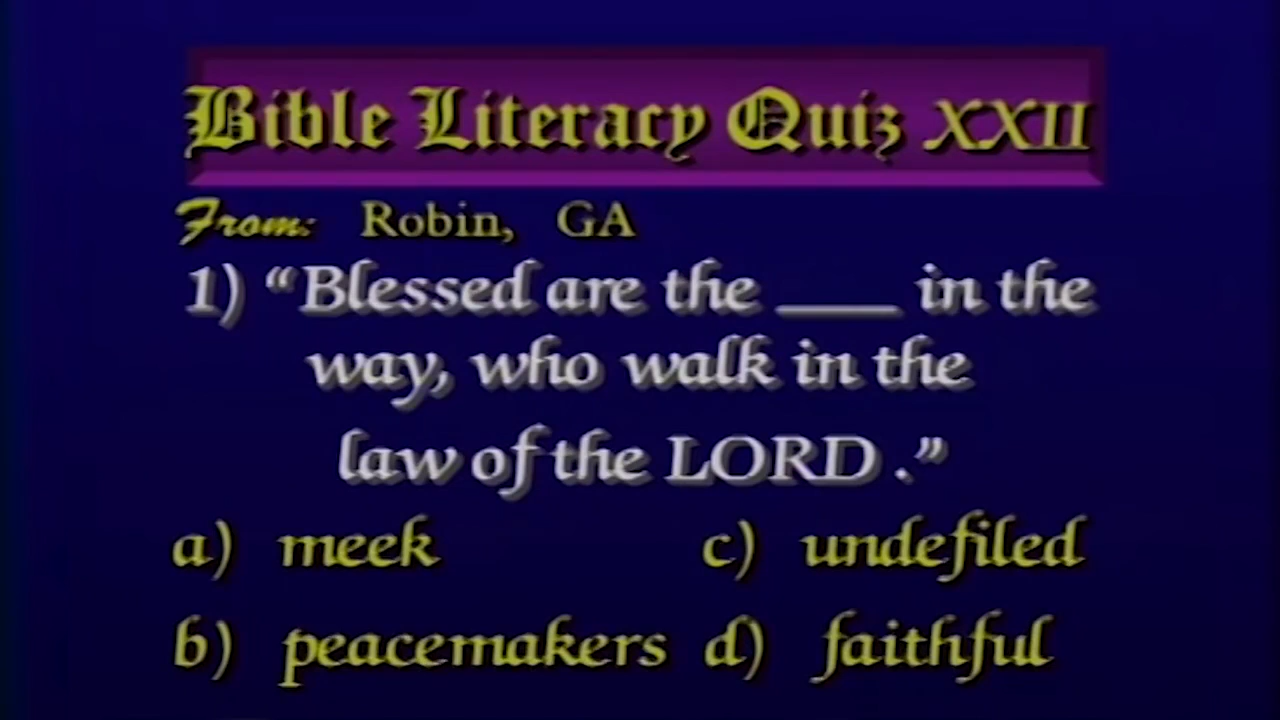 Bible Literacy Quiz XXII
From: Robin, GA
1) “Blessed are the ___ in the
way, who walk in the
law of the LORD .”
a) meek c) undefiled
b) peacemakers d) faithful